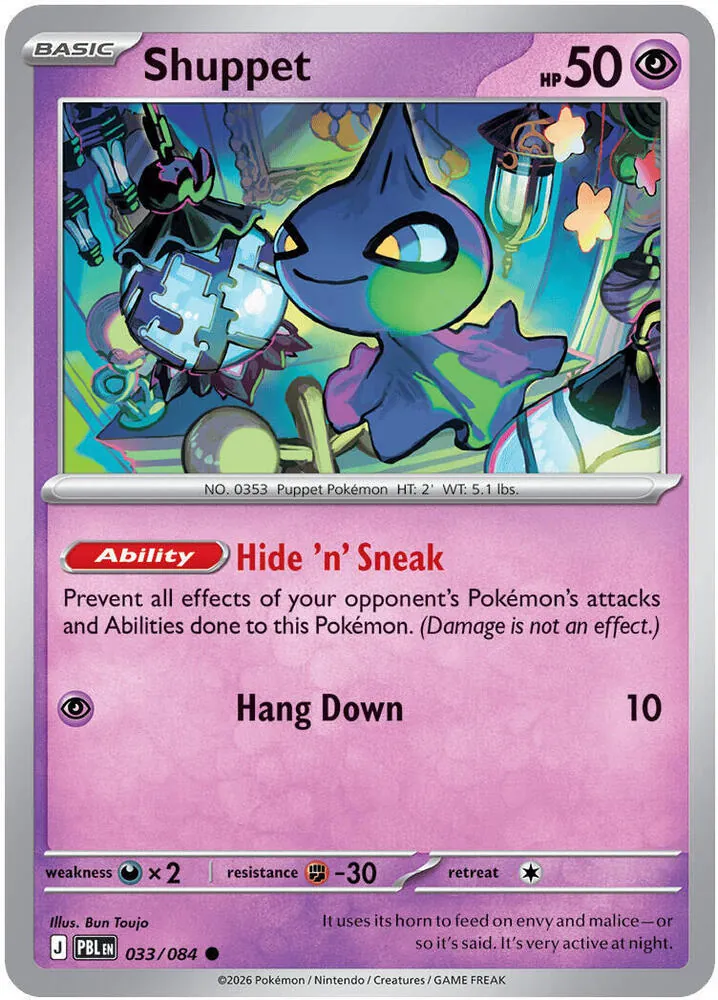 BASIC
Shuppet
HP 50
NO. 0353 Puppet Pokémon HT: 2' WT: 5.1 lbs.
Ability Hide 'n' Sneak
Prevent all effects of your opponent's Pokémon's attacks
and Abilities done to this Pokémon. (Damage is not an effect.)
Hang Down 10
weakness ×2 resistance -30 retreat
Illus. Bun Toujo
It uses its horn to feed on envy and malice—or
so it's said. It's very active at night.
J PBL EN 033/084
©2026 Pokémon / Nintendo / Creatures / GAME FREAK